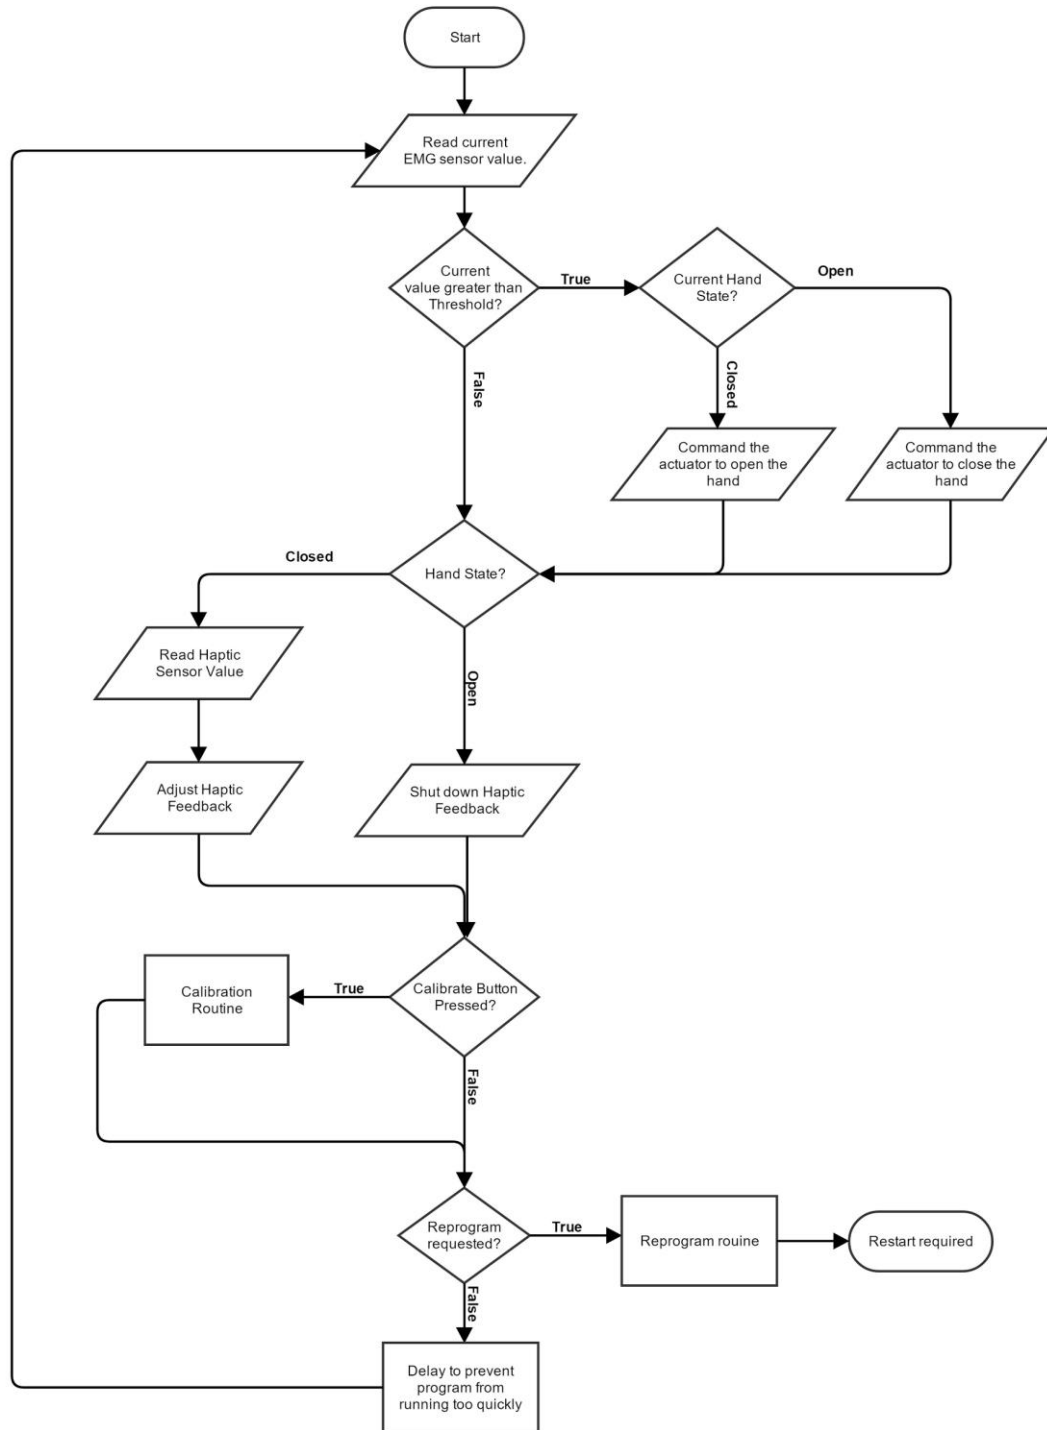 Start
Read current
EMG sensor value.
Current
value greater than
Threshold?
True
Current Hand
State?
Open
False
Closed
Command the
actuator to open the
hand
Command the
actuator to close the
hand
Closed
Hand State?
Read Haptic
Sensor Value
Open
Adjust Haptic
Feedback
Shut down Haptic
Feedback
Calibration
Routine
True
Calibrate Button
Pressed?
False
Reprogram
requested?
True
Reprogram rouine
Restart required
False
Delay to prevent
program from
running too quickly